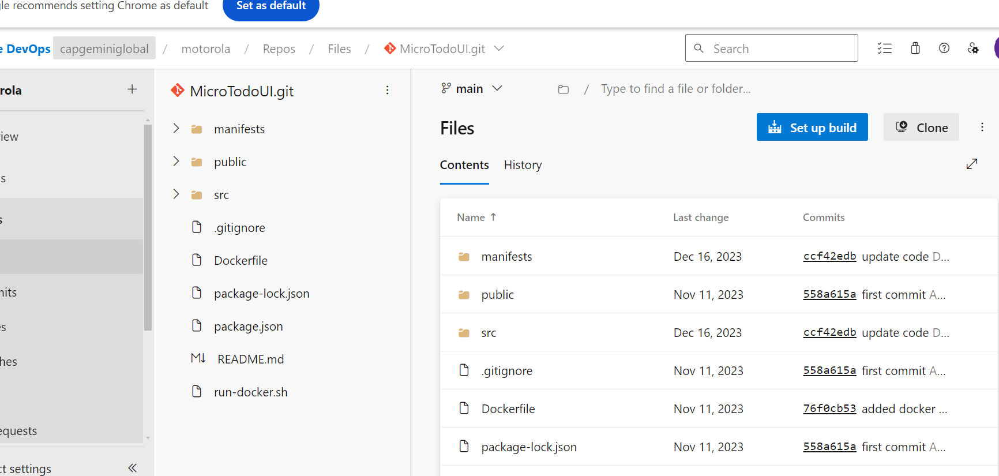 le recommends setting Chrome as default
Set as default
e DevOps capgeminiglobal / motorola / Repos / Files / MicroTodoUI.git
Search
rola
iew
s
s
nits
es
hes
equests
ct settings
MicroTodoUI.git
manifests
public
src
.gitignore
Dockerfile
package-lock.json
package.json
M↓ README.md
run-docker.sh
main
/ Type to find a file or folder...
Files
Set up build
Clone
Contents
History
Name ↑ Last change Commits
manifests Dec 16, 2023 ccf42edb update code D...
public Nov 11, 2023 558a615a first commit A...
src Dec 16, 2023 ccf42edb update code D...
.gitignore Nov 11, 2023 558a615a first commit A...
Dockerfile Nov 11, 2023 76f0cb53 added docker ...
package-lock.json Nov 11, 2023 558a615a first commit A...